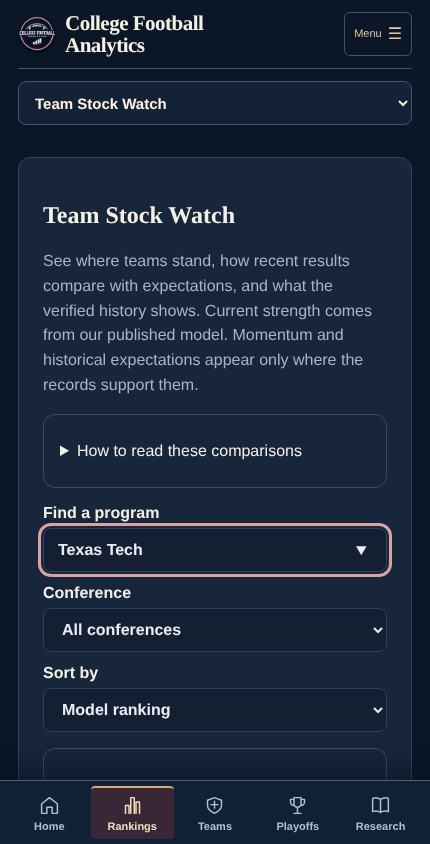 College Football
Analytics
Menu
Team Stock Watch
Team Stock Watch
See where teams stand, how recent results
compare with expectations, and what the
verified history shows. Current strength comes
from our published model. Momentum and
historical expectations appear only where the
records support them.
How to read these comparisons
Find a program
Texas Tech
Conference
All conferences
Sort by
Model ranking
Home
Rankings
Teams
Playoffs
Research